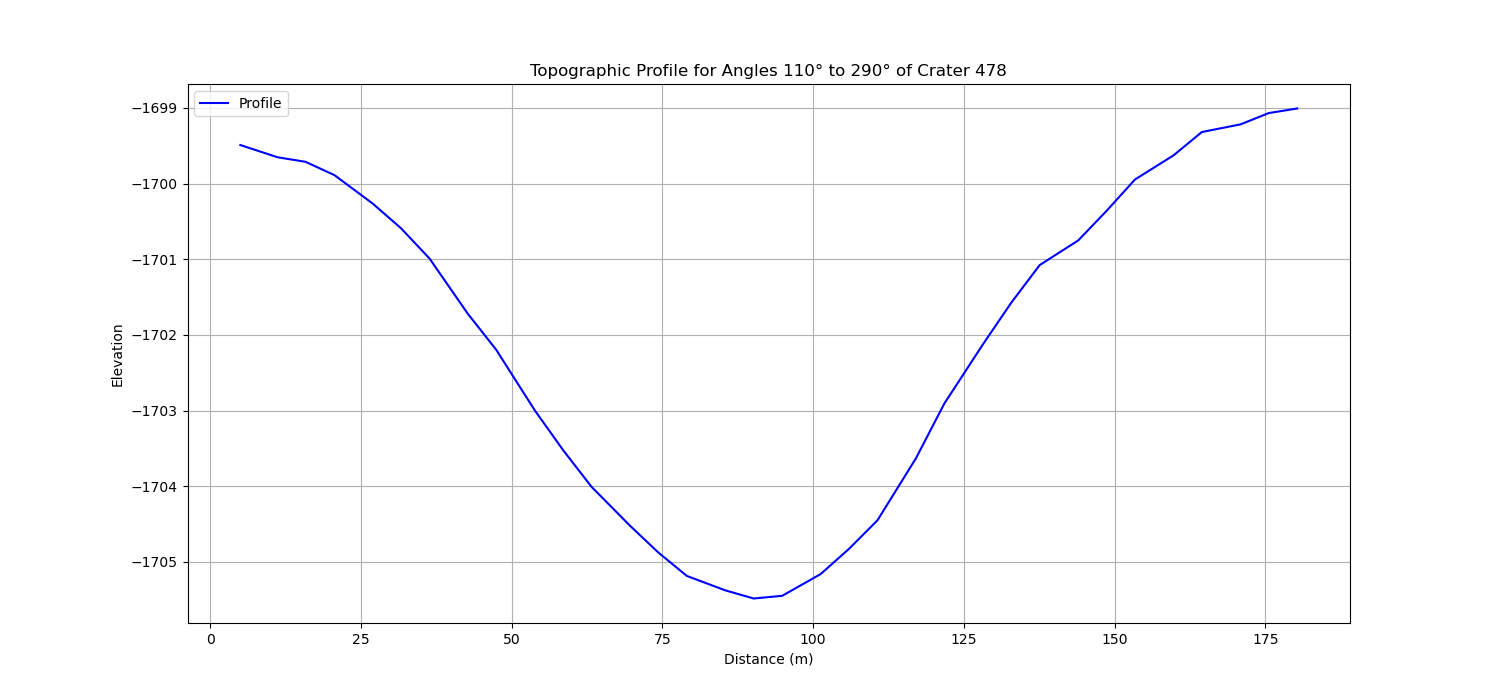 Topographic Profile for Angles 110° to 290° of Crater 478
Profile
−1699
−1700
−1701
−1702
−1703
−1704
−1705
Elevation
0 25 50 75 100 125 150 175
Distance (m)